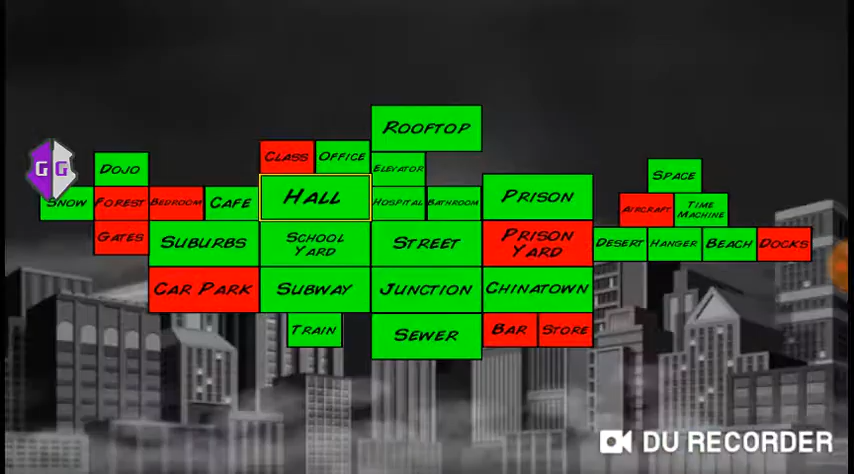 ROOFTOP
CLASS
OFFICE
ELEVATOR
DOJO
SPACE
G G
SNOW
FOREST
BEDROOM
CAFE
HALL
HOSPITAL
BATHROOM
PRISON
AIRCRAFT
TIME
MACHINE
GATES
SUBURBS
SCHOOL
YARD
STREET
PRISON
YARD
DESERT
HANGER
BEACH
DOCKS
CAR PARK
SUBWAY
JUNCTION
CHINATOWN
TRAIN
SEWER
BAR
STORE
DU RECORDER